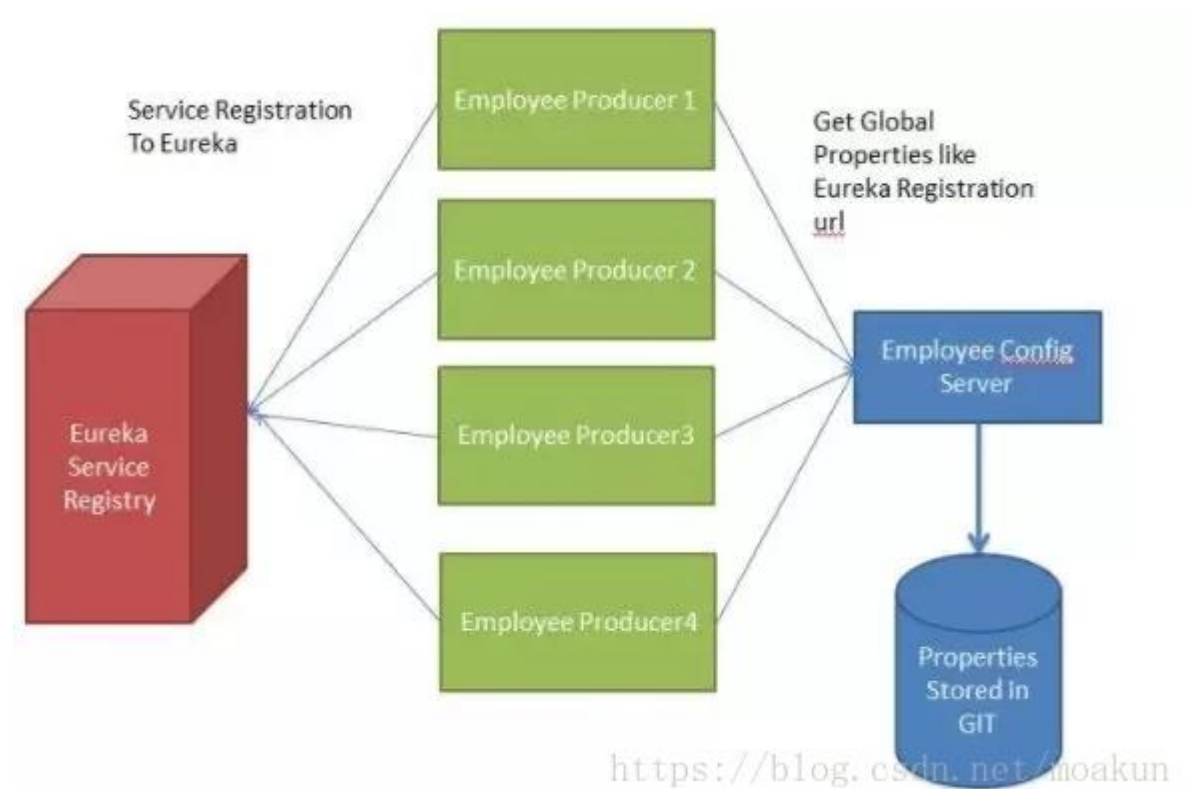 Service Registration
To Eureka
Employee Producer 1
Get Global
Properties like
Eureka Registration
url
Employee Producer 2
Employee Config
Server
Eureka
Service
Registry
Employee Producer3
Employee Producer4
Properties
Stored in
GIT
https://blog.csdn.net/moakun